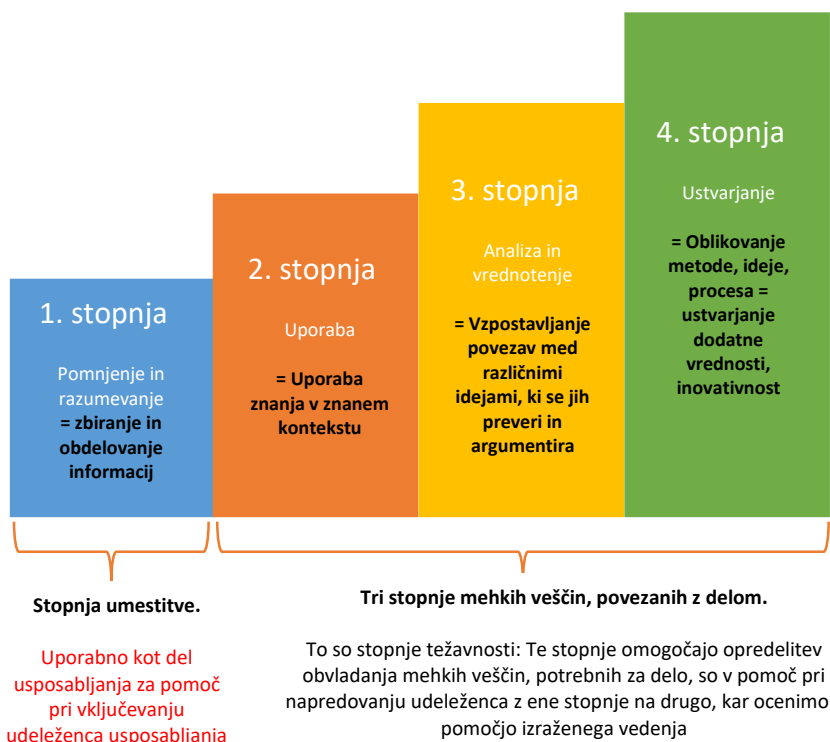 1. stopnja
Pomnjenje in
razumevanje
= zbiranje in
obdelovanje
informacij
2. stopnja
Uporaba
= Uporaba
znanja v znanem
kontekstu
3. stopnja
Analiza in
vrednotenje
= Vzpostavljanje
povezav med
različnimi
idejami, ki se jih
preveri in
argumentira
4. stopnja
Ustvarjanje
= Oblikovanje
metode, ideje,
procesa =
ustvarjanje
dodatne
vrednosti,
inovativnost
Stopnja umestitve.
Uporabno kot del
usposabljanja za pomoč
pri vključevanju
udeleženca usposabljanja
Tri stopnje mehkih veščin, povezanih z delom.
To so stopnje težavnosti: Te stopnje omogočajo opredelitev
obvladanja mehkih veščin, potrebnih za delo, so v pomoč pri
napredovanju udeleženca z ene stopnje na drugo, kar ocenimo
pomočjo izraženega vedenja